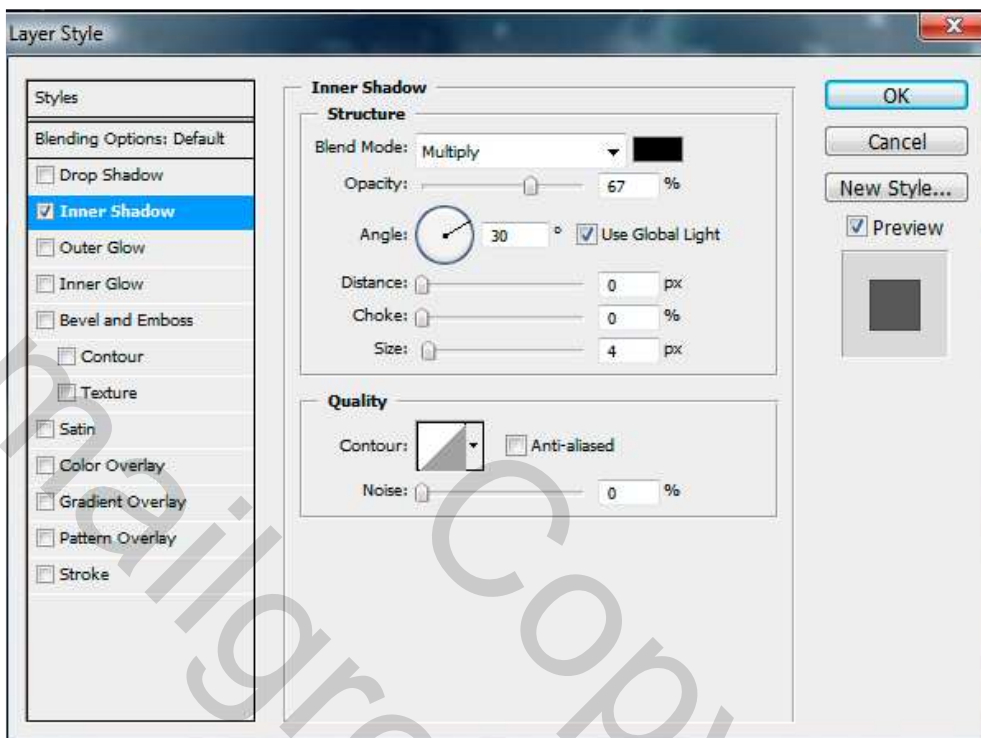 Layer Style
Styles
Blending Options: Default
Drop Shadow
Inner Shadow
Outer Glow
Inner Glow
Bevel and Emboss
Contour
Texture
Satin
Color Overlay
Gradient Overlay
Pattern Overlay
Stroke
Inner Shadow
Structure
Blend Mode: Multiply
Opacity: 67 %
Angle: 30 ° Use Global Light
Distance: 0 px
Choke: 0 %
Size: 4 px
Quality
Contour: Anti-aliased
Noise: 0 %
OK
Cancel
New Style...
Preview